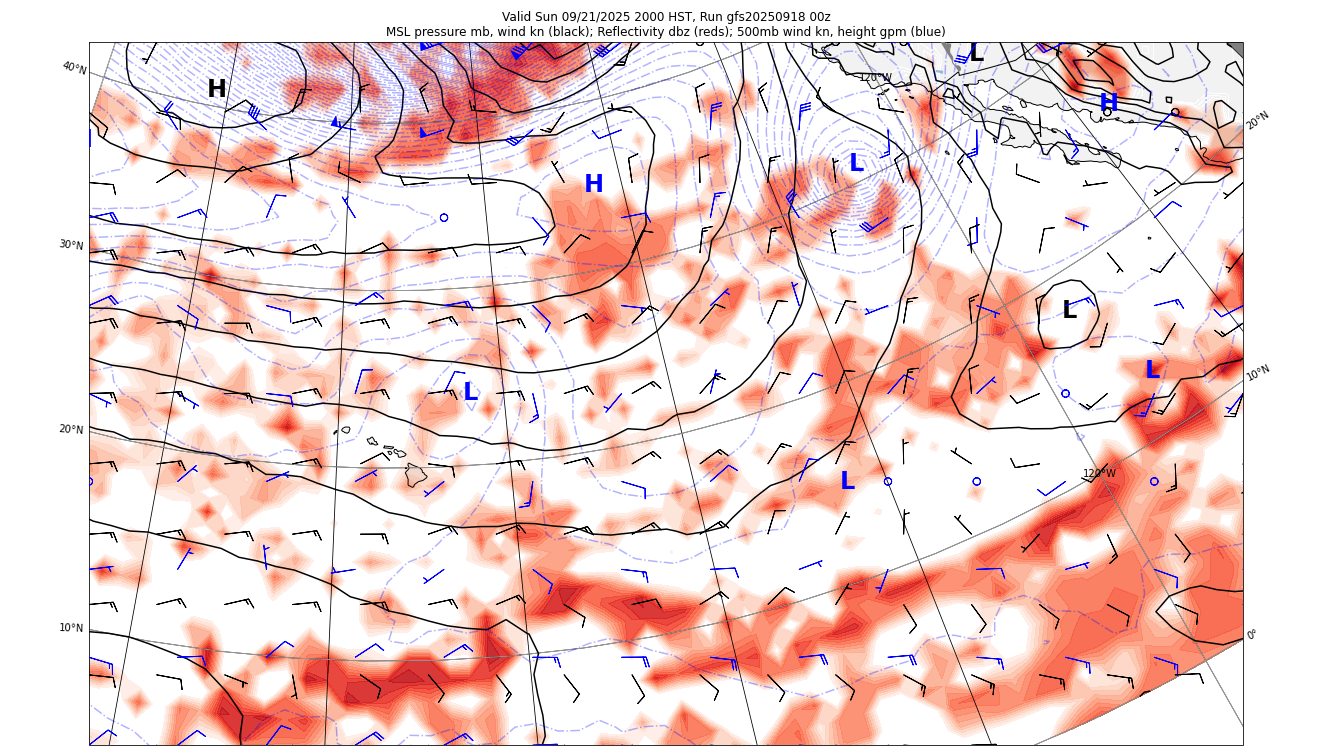 Valid Sun 09/21/2025 2000 HST, Run gfs20250918 00z
MSL pressure mb, wind kn (black); Reflectivity dbz (reds); 500mb wind kn, height gpm (blue)
L
40°N
120°W
H
H
20°N
L
H
30°N
L
L
10°N
L
20°N
120°W
L
10°N
0°